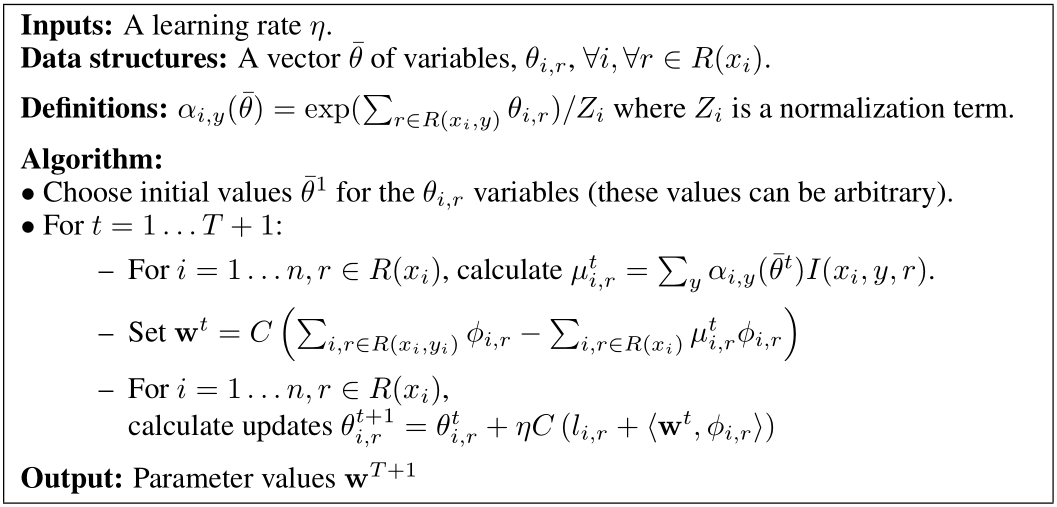 Inputs: A learning rate η.
Data structures: A vector θ̄ of variables, θ_{i,r}, ∀i, ∀r ∈ R(x_i).
Definitions: α_{i,y}(θ̄) = exp(∑_{r∈R(x_i,y)} θ_{i,r})/Z_i where Z_i is a normalization term.
Algorithm:
• Choose initial values θ̄^1 for the θ_{i,r} variables (these values can be arbitrary).
• For t = 1 … T + 1:
– For i = 1 … n, r ∈ R(x_i), calculate μ^t_{i,r} = ∑_y α_{i,y}(θ̄^t)I(x_i, y, r).
– Set w^t = C (∑_{i,r∈R(x_i,y_i)} φ_{i,r} − ∑_{i,r∈R(x_i)} μ^t_{i,r}φ_{i,r})
– For i = 1 … n, r ∈ R(x_i),
calculate updates θ^{t+1}_{i,r} = θ^t_{i,r} + ηC (l_{i,r} + ⟨w^t, φ_{i,r}⟩)
Output: Parameter values w^{T+1}